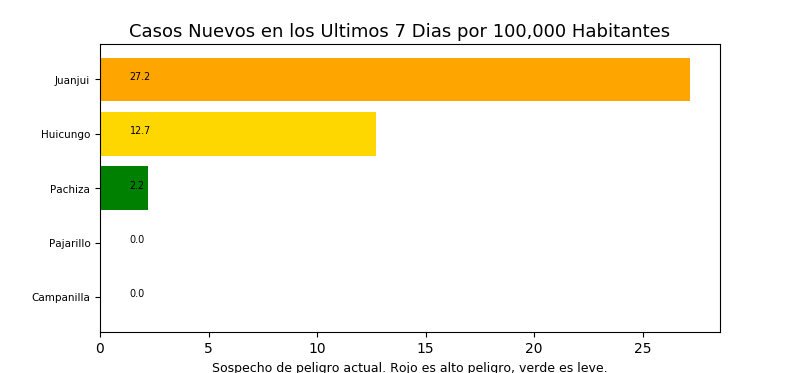 Casos Nuevos en los Ultimos 7 Dias por 100,000 Habitantes
Juanjui 27.2
Huicungo 12.7
Pachiza 2.2
Pajarillo 0.0
Campanilla 0.0
0 5 10 15 20 25
Sospecho de peligro actual. Rojo es alto peligro, verde es leve.